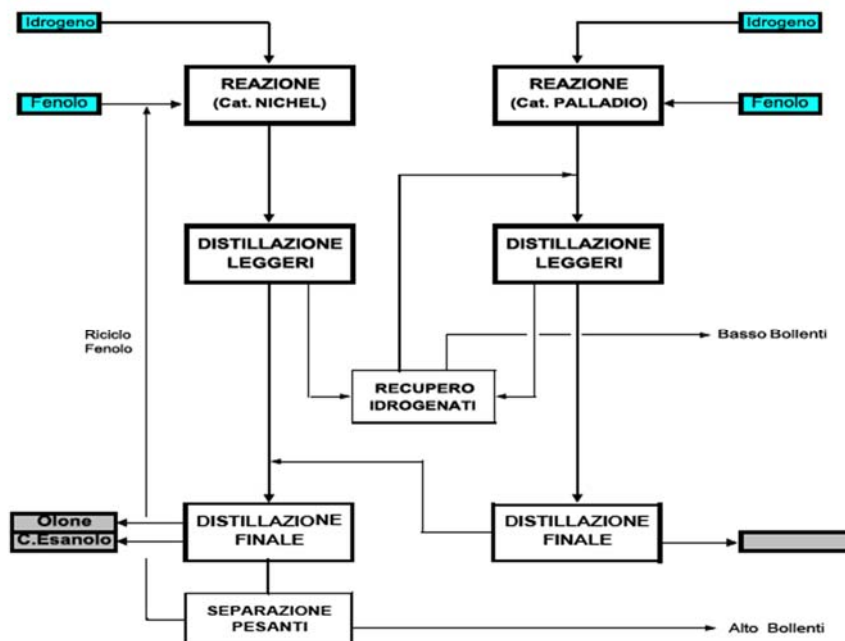 Idrogeno
Idrogeno
REAZIONE
(Cat. NICHEL)
REAZIONE
(Cat. PALLADIO)
Fenolo
Fenolo
DISTILLAZIONE
LEGGERI
DISTILLAZIONE
LEGGERI
Riciclo
Fenolo
Basso Bollenti
RECUPERO
IDROGENATI
Olone
C.Esanolo
DISTILLAZIONE
FINALE
DISTILLAZIONE
FINALE
SEPARAZIONE
PESANTI
Alto Bollenti